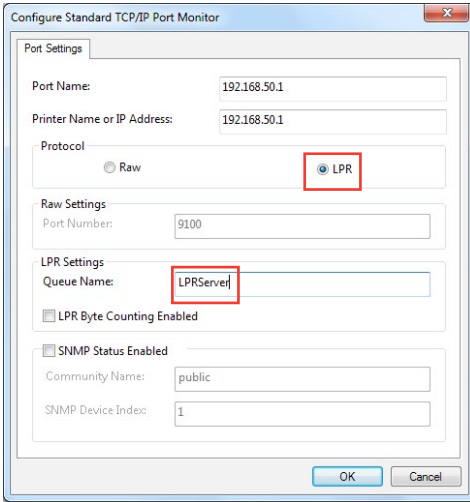 Configure Standard TCP/IP Port Monitor
Port Settings
Port Name: 192.168.50.1
Printer Name or IP Address: 192.168.50.1
Protocol
Raw LPR
Raw Settings
Port Number: 9100
LPR Settings
Queue Name: LPRServer
LPR Byte Counting Enabled
SNMP Status Enabled
Community Name: public
SNMP Device Index: 1
OK Cancel